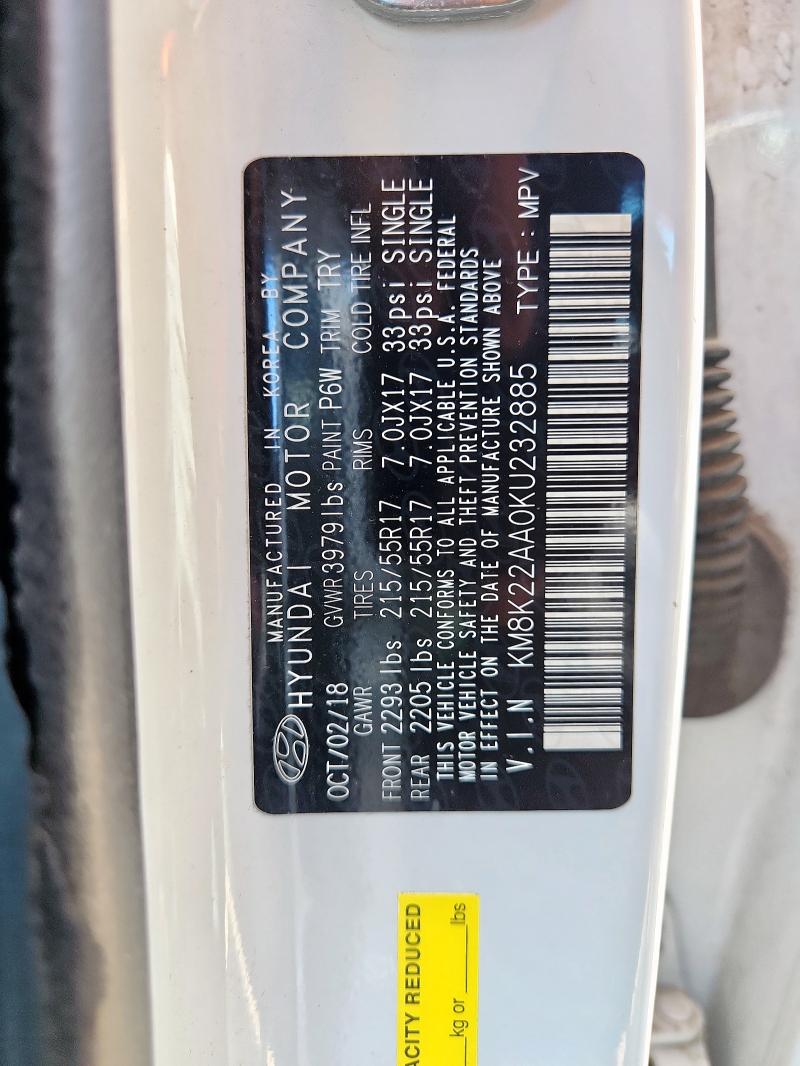 MANUFACTURED IN KOREA BY
HYUNDAI MOTOR COMPANY
OCT/02/18 GVWR 3979lbs PAINT P6W TRIM TRY
GAWR TIRES RIMS COLD TIRE INFL
FRONT 2293 lbs 215/55R17 7.0JX17 33psi SINGLE
REAR 2205 lbs 215/55R17 7.0JX17 33psi SINGLE
THIS VEHICLE CONFORMS TO ALL APPLICABLE U.S.A. FEDERAL
MOTOR VEHICLE SAFETY AND THEFT PREVENTION STANDARDS
IN EFFECT ON THE DATE OF MANUFACTURE SHOWN ABOVE
V.I.N KM8K22AA0KU232885 TYPE : MPV
ACITY REDUCED
kg or lbs